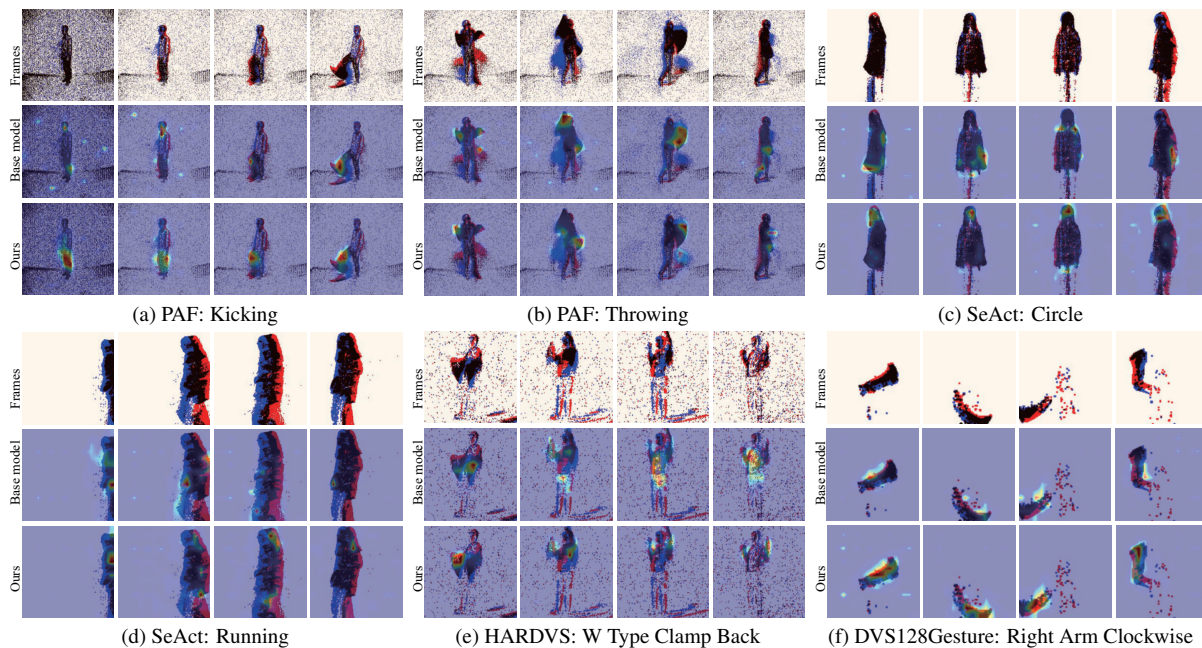 Frames
Base model
Ours
(a) PAF: Kicking
Frames
Base model
Ours
(b) PAF: Throwing
Frames
Base model
Ours
(c) SeAct: Circle
Frames
Base model
Ours
(d) SeAct: Running
Frames
Base model
Ours
(e) HARDVS: W Type Clamp Back
Frames
Base model
Ours
(f) DVS128Gesture: Right Arm Clockwise